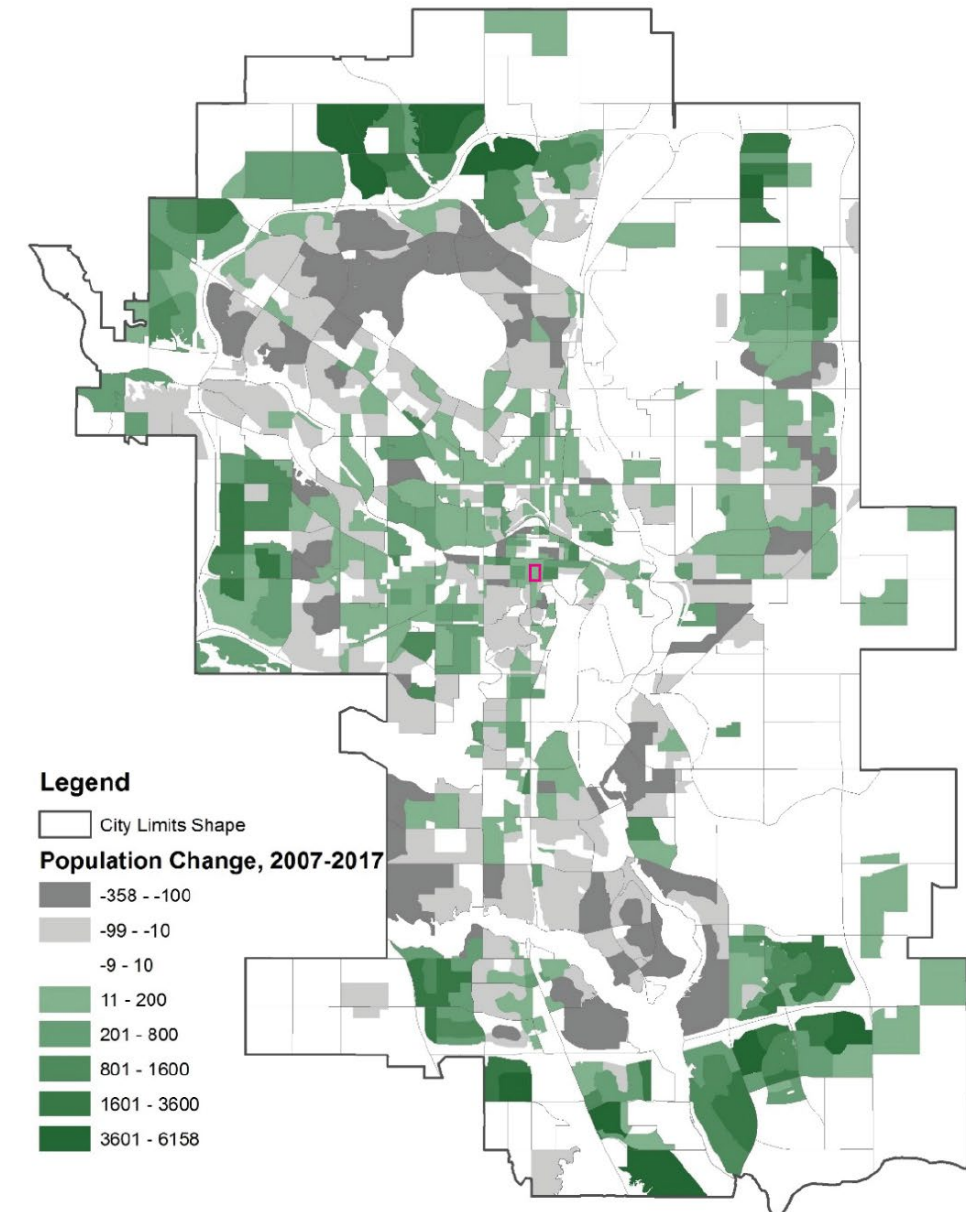 Legend
City Limits Shape
Population Change, 2007-2017
-358 - -100
-99 - -10
-9 - 10
11 - 200
201 - 800
801 - 1600
1601 - 3600
3601 - 6158